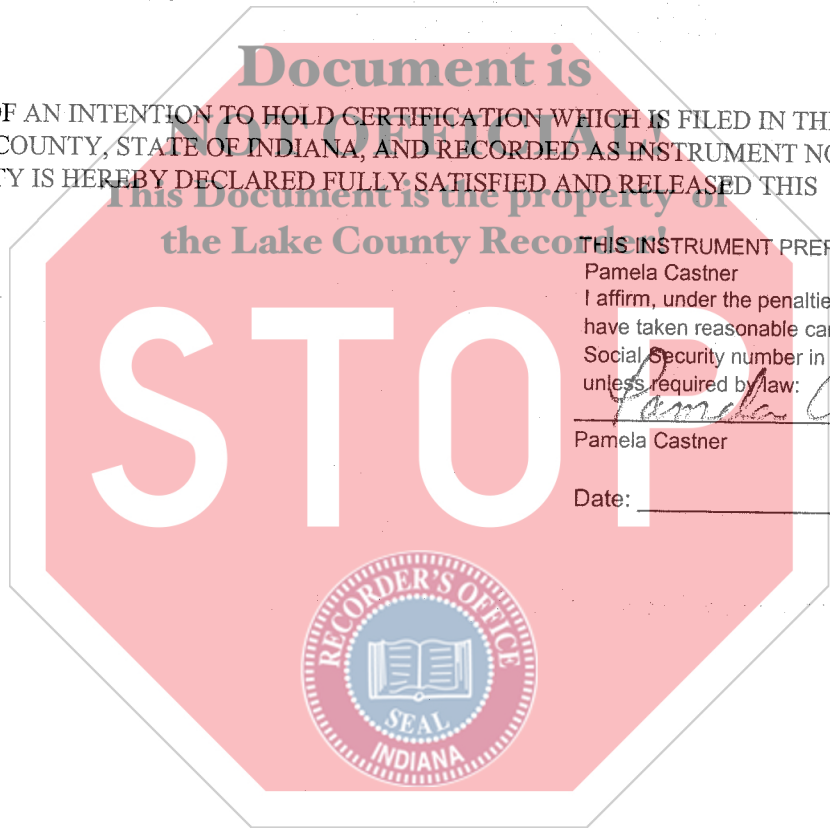 Document is
OF AN INTENTION TO HOLD CERTIFICATION WHICH IS FILED IN THE
NOT OFFICIAL!
COUNTY, STATE OF INDIANA, AND RECORDED AS INSTRUMENT NO
TY IS HEREBY DECLARED FULLY SATISFIED AND RELEASED THIS
This Document is the property of
the Lake County Recorder!
THIS INSTRUMENT PREP
Pamela Castner
I affirm, under the penaltie
have taken reasonable car
Social Security number in
unless required by law:
Pamela C
Pamela Castner
Date:
STOP
RECORDER'S OFFICE
SEAL
INDIANA